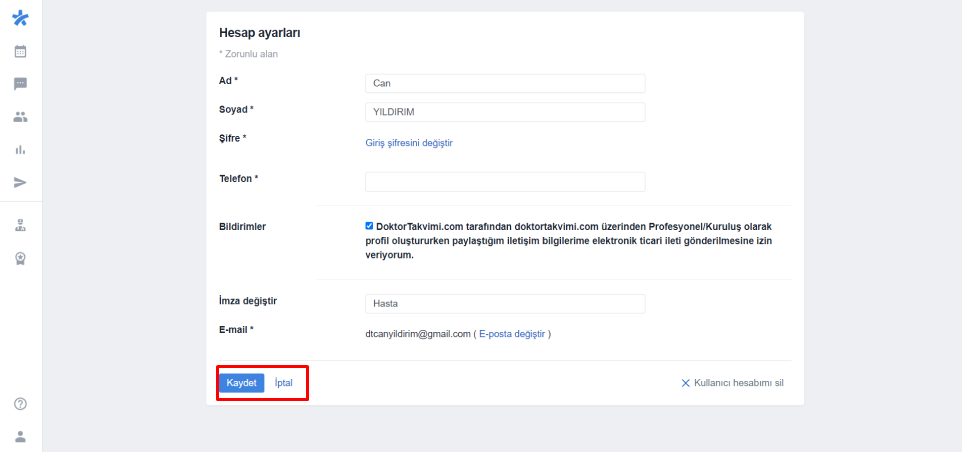 Hesap ayarları
* Zorunlu alan
Ad *
Can
Soyad *
YILDIRIM
Şifre *
Giriş şifresini değiştir
Telefon *
Bildirimler
DoktorTakvimi.com tarafından doktortakvimi.com üzerinden Profesyonel/Kuruluş olarak
profil oluştururken paylaştığım iletişim bilgilerime elektronik ticari ileti gönderilmesine izin
veriyorum.
İmza değiştir
Hasta
E-mail *
dtcanyildirim@gmail.com ( E-posta değiştir )
Kaydet İptal
Kullanıcı hesabımı sil